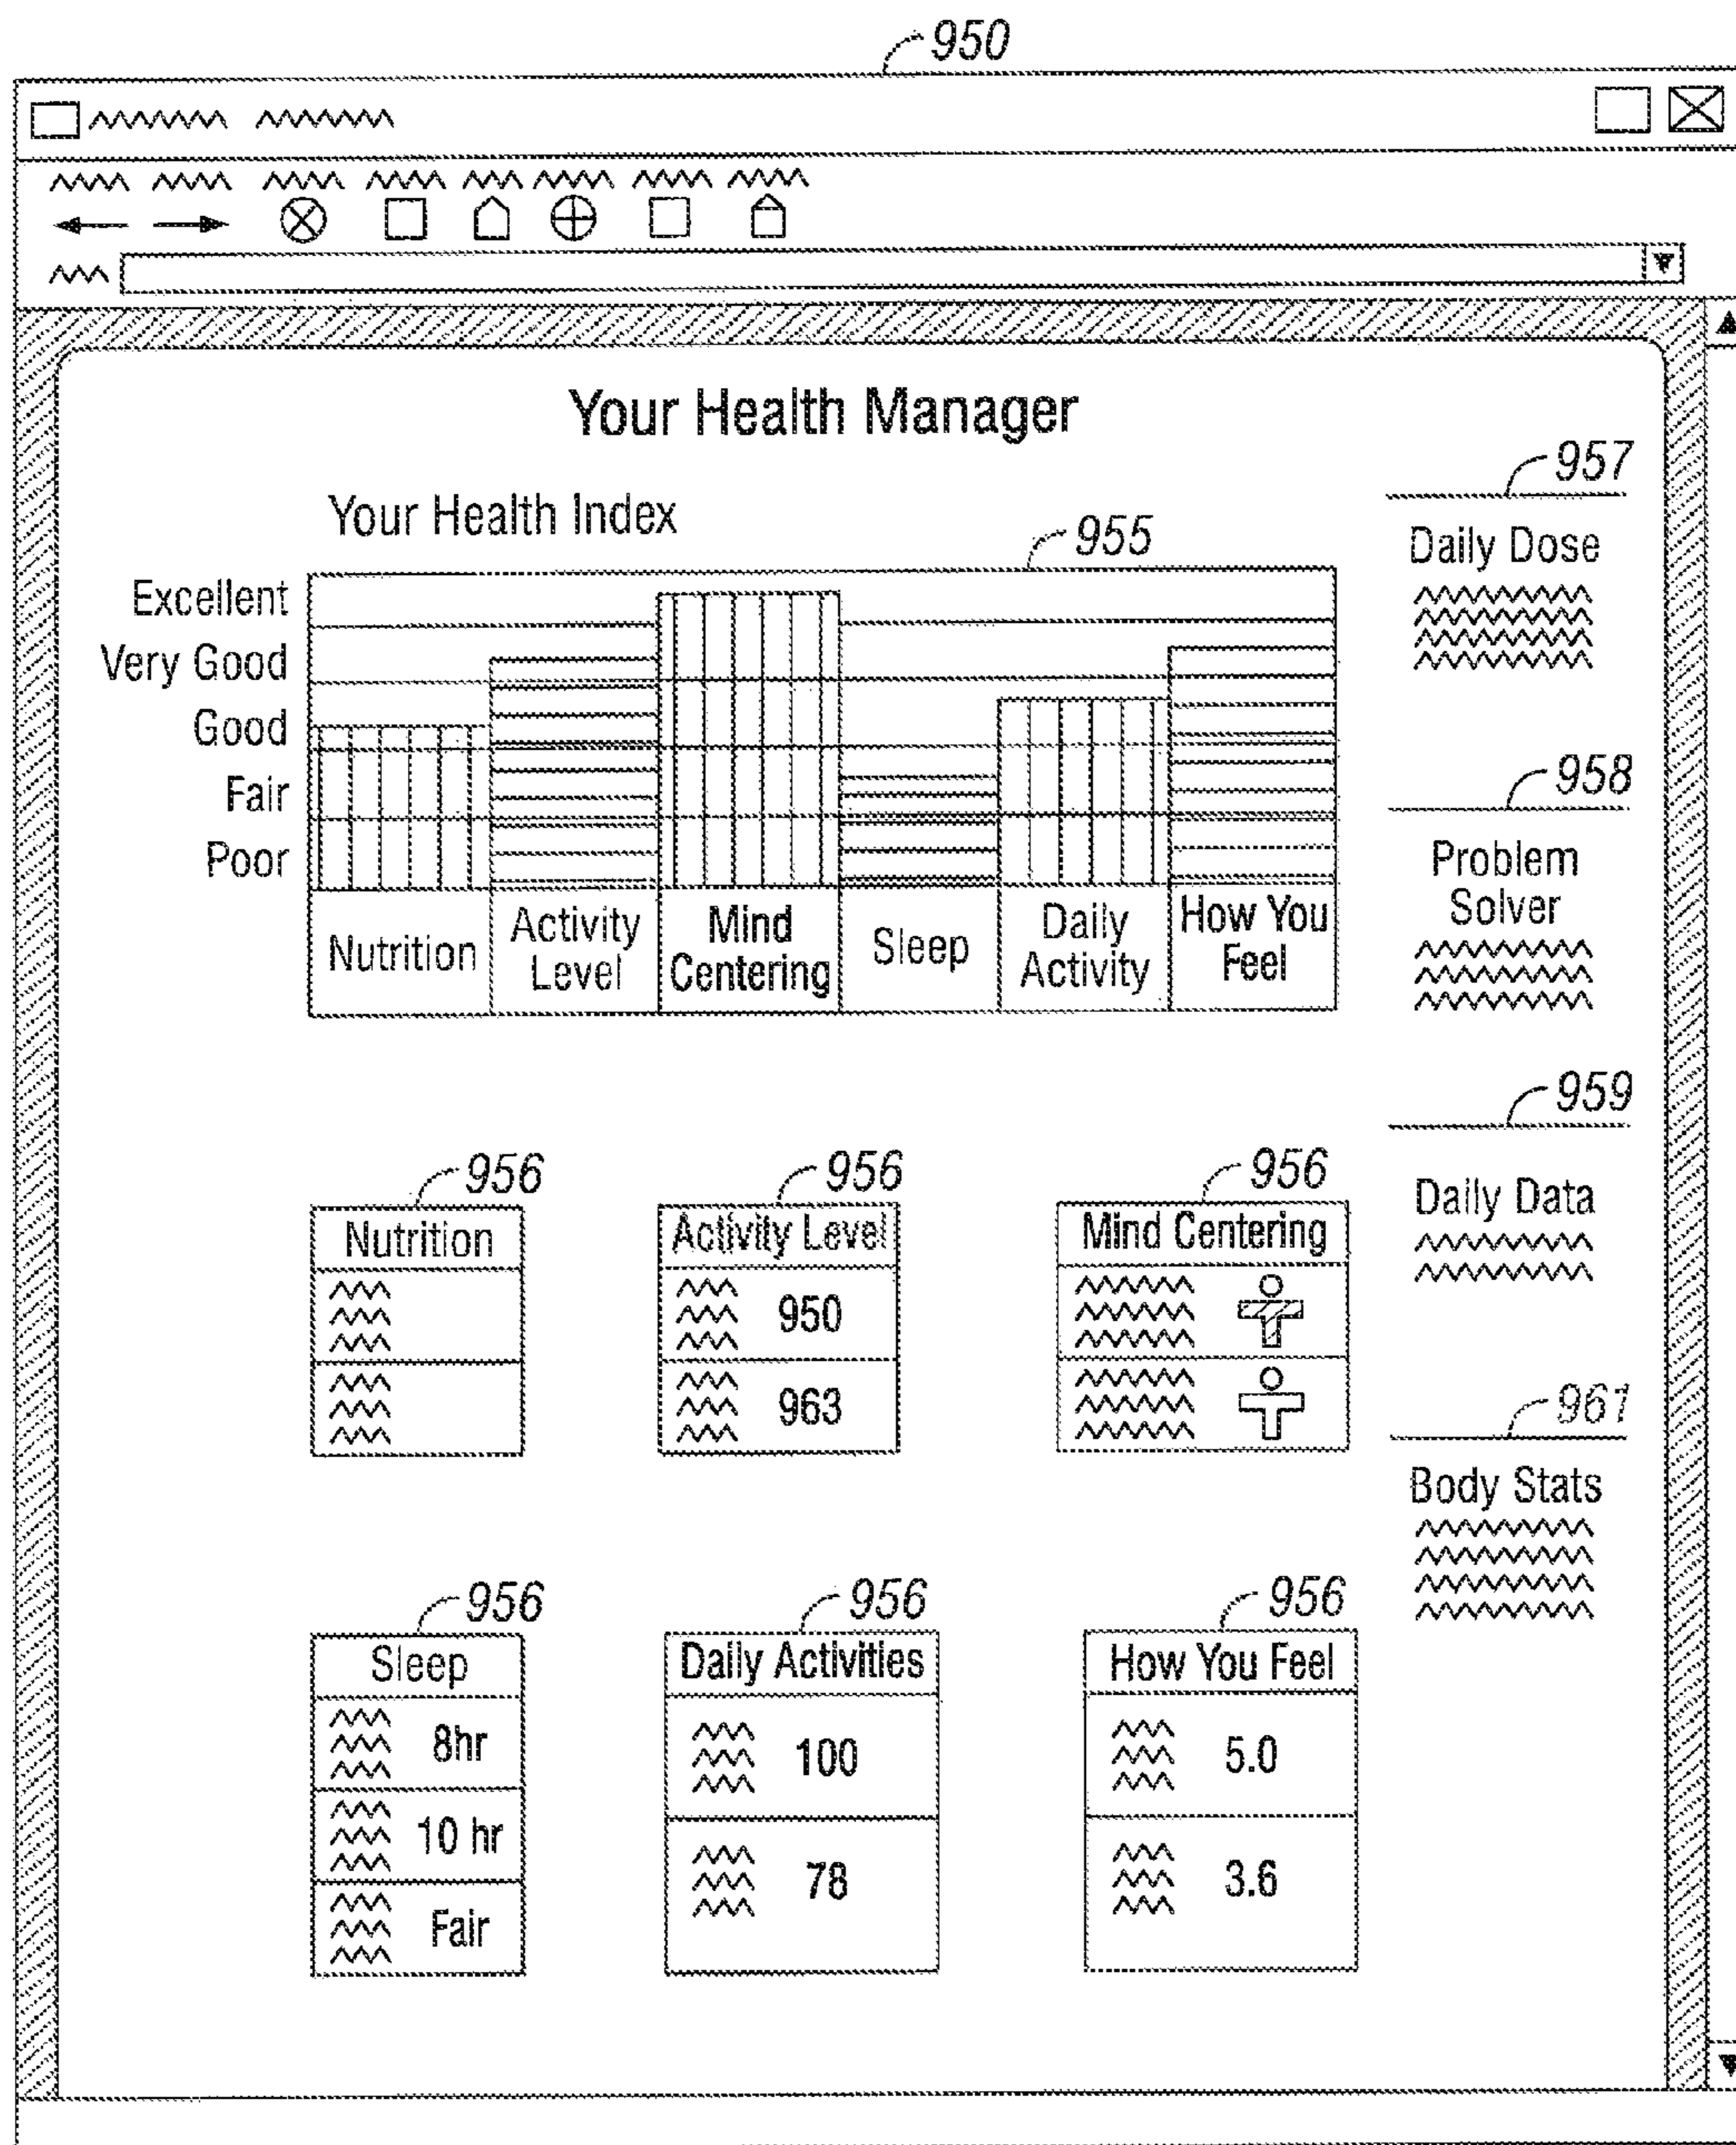 950
Your Health Manager
957
Your Health Index
955
Daily Dose
Excellent
Very Good
Good
Fair
Poor
958
Problem
Solver
Nutrition
Activity
Level
Mind
Centering
Sleep
Daily
Activity
How You
Feel
959
Daily Data
956
Nutrition
956
Activity Level
950
963
956
Mind Centering
961
Body Stats
956
Sleep
8hr
10 hr
Fair
956
Daily Activities
100
78
956
How You Feel
5.0
3.6